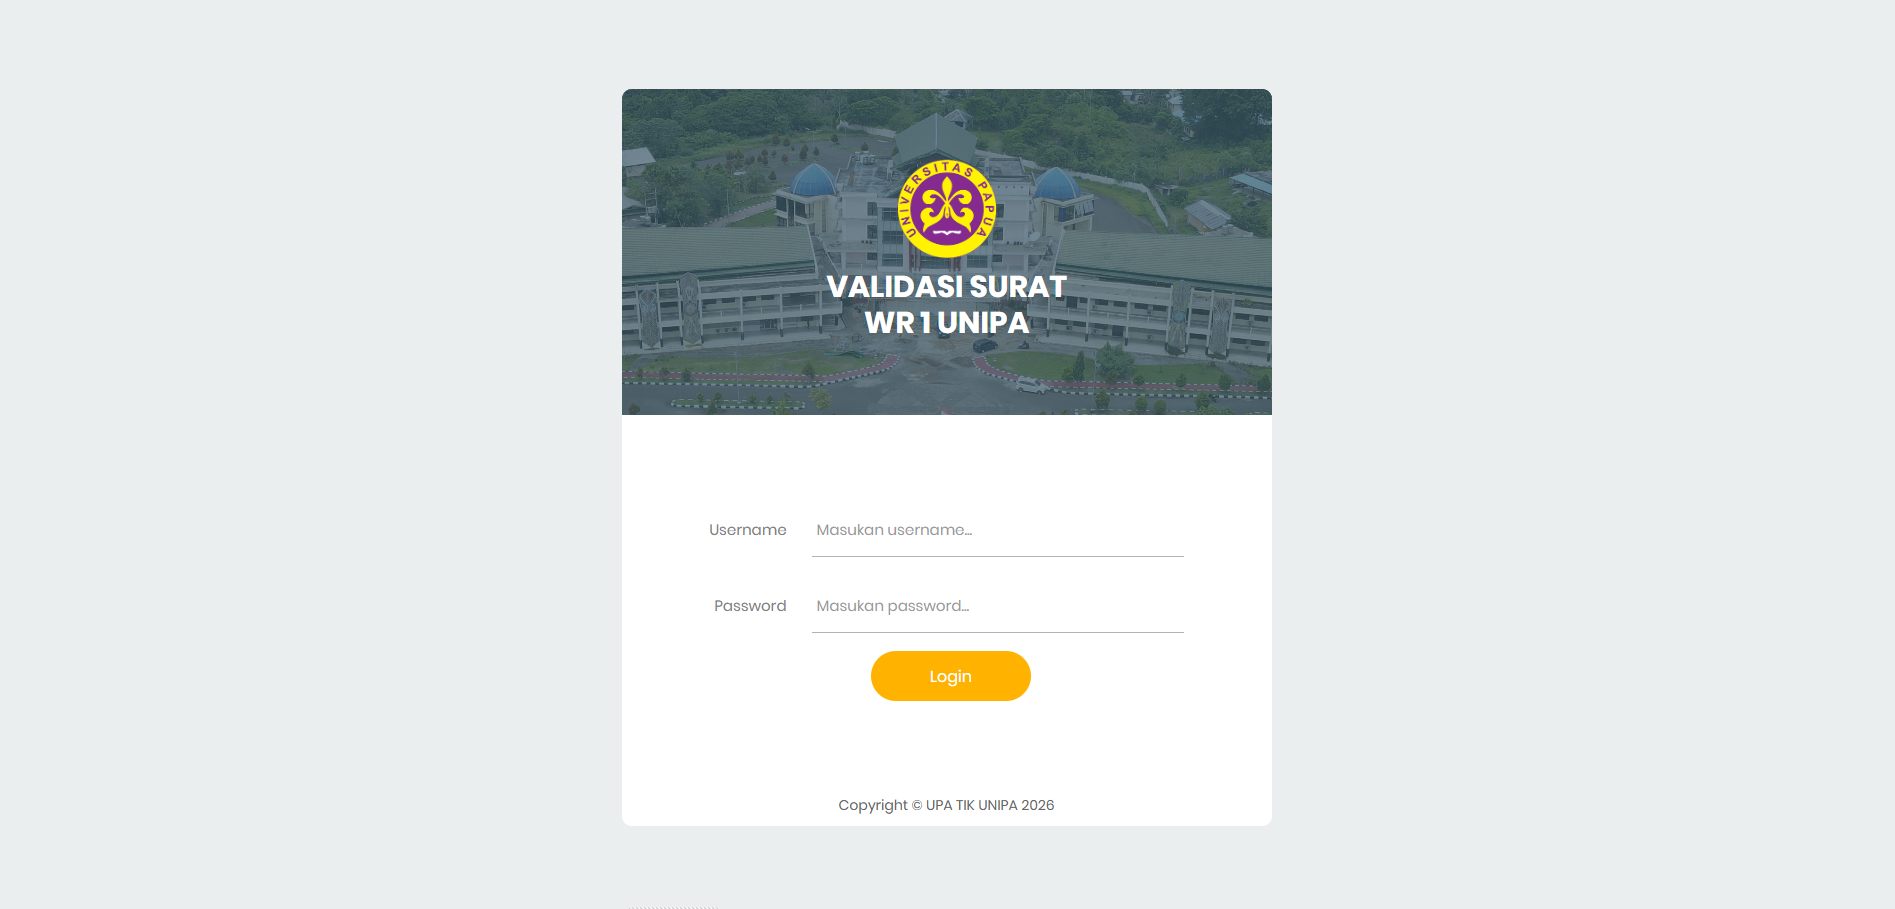 UNIVERSITAS PAPUA
VALIDASI SURAT
WR 1 UNIPA
Username
Masukan username...
Password
Masukan password...
Login
Copyright © UPA TIK UNIPA 2026